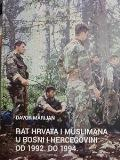 DAVOR MARIJAN
RAT HRVATA I MUSLIMANA
U BOSNI I HERCEGOVINI
OD 1992. DO 1994.